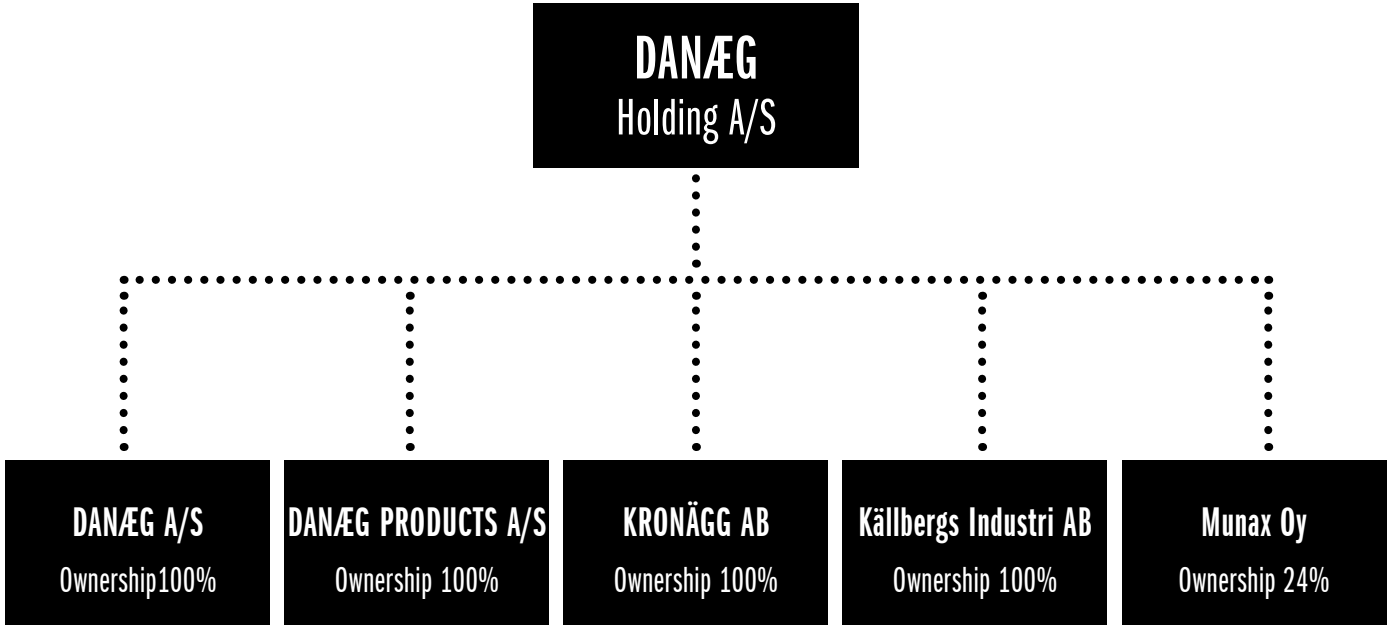 DANÆG
Holding A/S
DANÆG A/S
Ownership100%
DANÆG PRODUCTS A/S
Ownership 100%
KRONÄGG AB
Ownership 100%
Källbergs Industri AB
Ownership 100%
Munax Oy
Ownership 24%